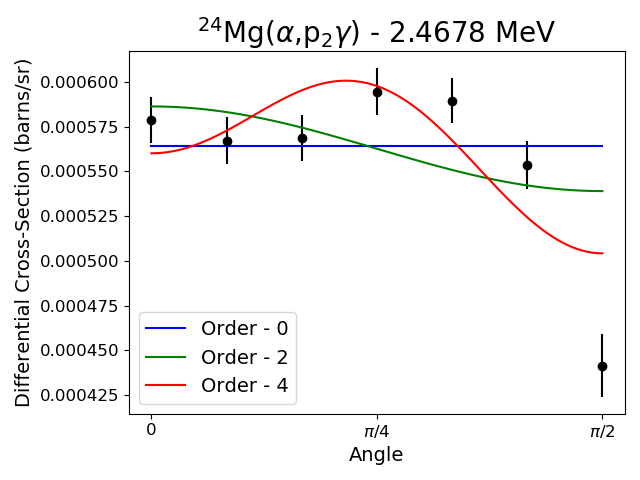 ²⁴Mg(α,p₂γ) - 2.4678 MeV
Differential Cross-Section (barns/sr)
0.000600
0.000575
0.000550
0.000525
0.000500
0.000475
0.000450
0.000425
Order - 0
Order - 2
Order - 4
0
π/4
π/2
Angle